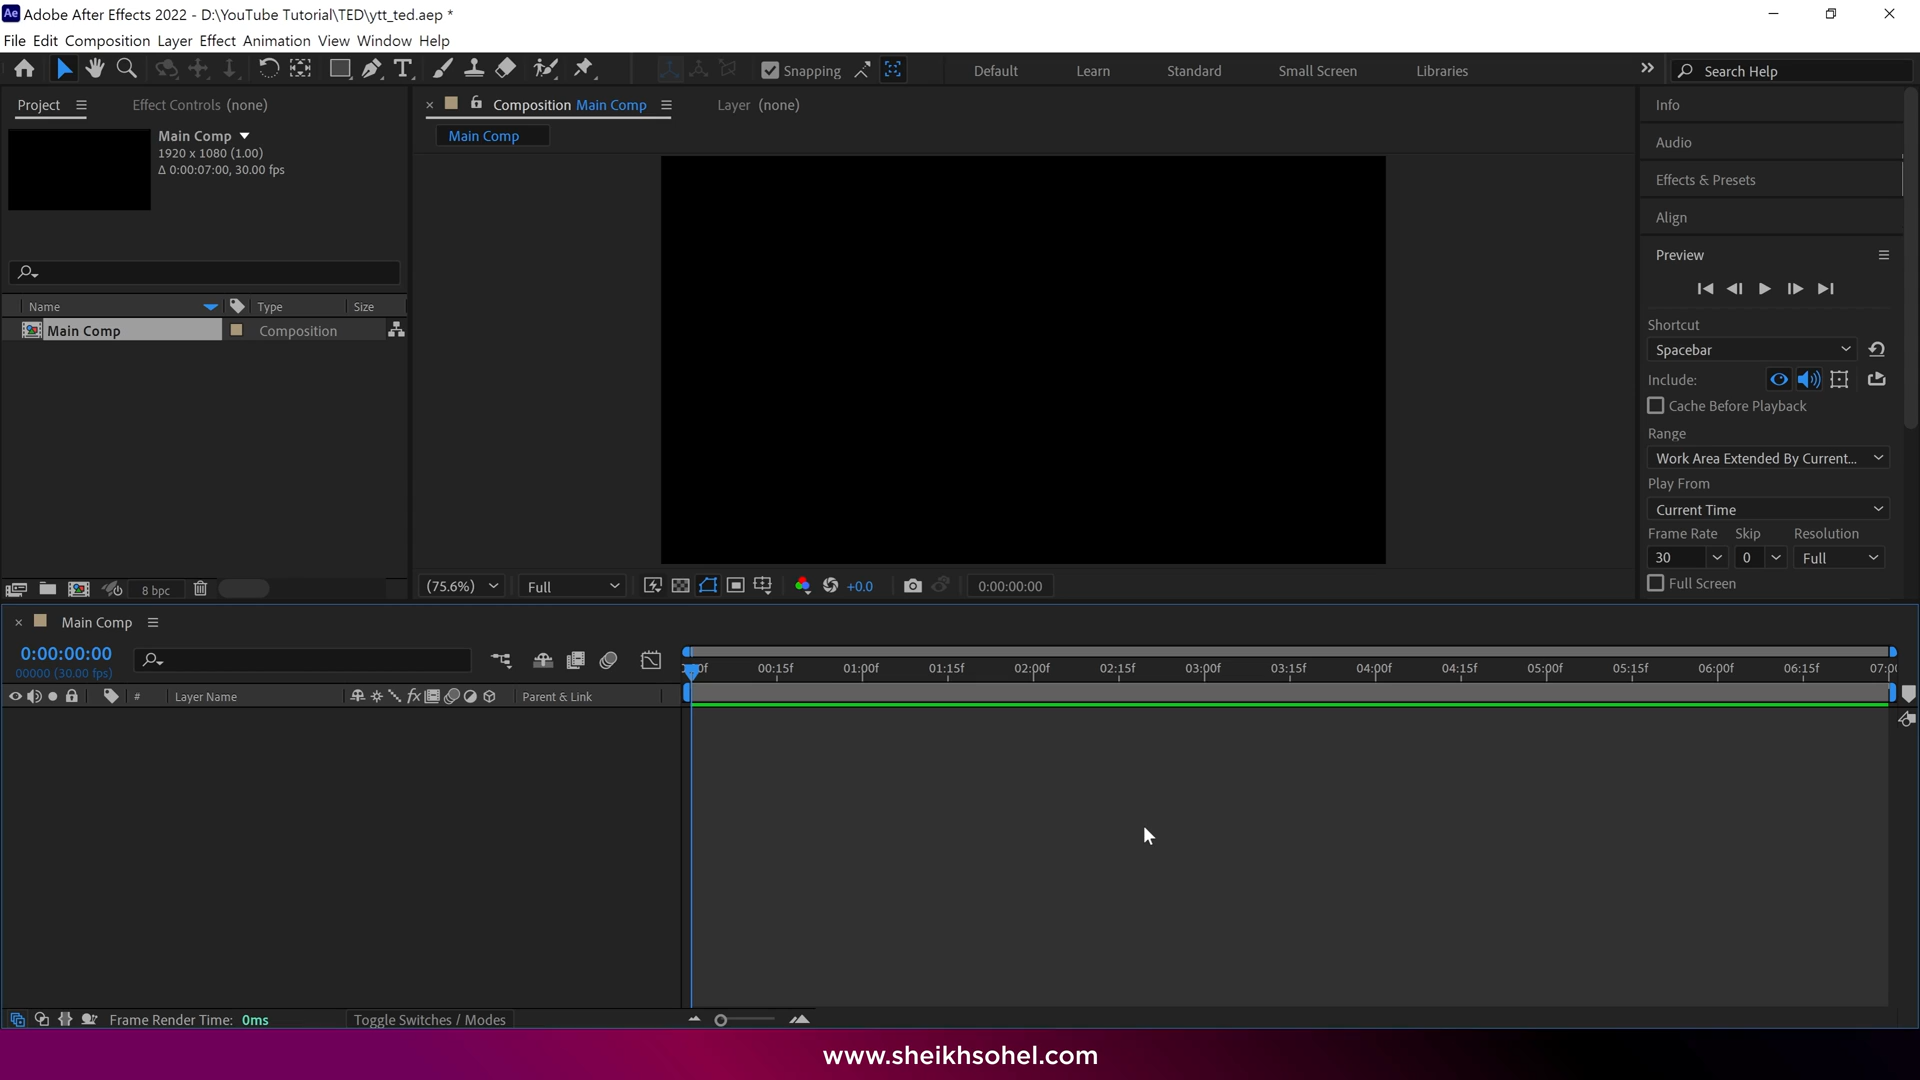 Adobe After Effects 2022 - D:\YouTube Tutorial\TED\ytt_ted.aep *
File Edit Composition Layer Effect Animation View Window Help
Snapping
Default Learn Standard Small Screen Libraries
Search Help
Project
Effect Controls (none)
Composition Main Comp
Layer (none)
Main Comp
1920 x 1080 (1.00)
Δ 0:00:07:00, 30.00 fps
Main Comp
Name Type Size
Main Comp Composition
8 bpc
(75.6%) Full +0.0 0:00:00:00
Info
Audio
Effects & Presets
Align
Preview
Shortcut
Spacebar
Include:
Cache Before Playback
Range
Work Area Extended By Current...
Play From
Current Time
Frame Rate Skip Resolution
30 0 Full
Full Screen
Main Comp
0:00:00:00
00000 (30.00 fps)
00:15f 01:00f 01:15f 02:00f 02:15f 03:00f 03:15f 04:00f 04:15f 05:00f 05:15f 06:00f 06:15f 07:0
# Layer Name fx Parent & Link
Frame Render Time: 0ms
Toggle Switches / Modes
www.sheikhsohel.com